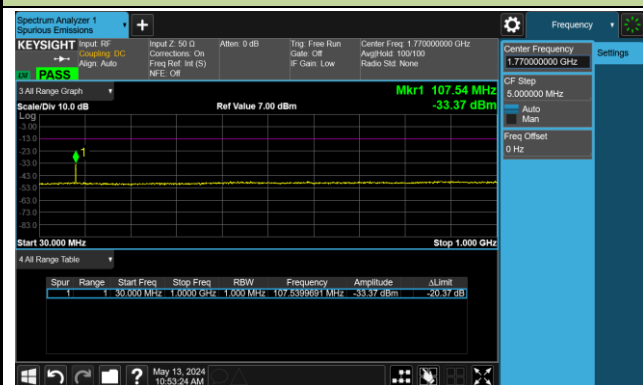 Spectrum Analyzer 1
Spurious Emissions
Frequency
KEYSIGHT Input: RF Input Z: 50 Ω Atten: 0 dB Trig: Free Run Center Freq: 1.770000000 GHz
Coupling: DC Corrections: On Gate: Off Avg|Hold: 100/100
Align: Auto Freq Ref: Int (S) IF Gain: Low Radio Std: None
NFE: Off
PASS
Center Frequency
1.770000000 GHz
Settings
CF Step
5.000000 MHz
Auto
Man
Freq Offset
0 Hz
3 All Range Graph
Mkr1 107.54 MHz
Scale/Div 10.0 dB Ref Value 7.00 dBm -33.37 dBm
Log
-3.00
-13.0
-23.0
-33.0
-43.0
-53.0
-63.0
-73.0
-83.0
1
Start 30.000 MHz Stop 1.000 GHz
4 All Range Table
Spur Range Start Freq Stop Freq RBW Frequency Amplitude ΔLimit
1 1 30.000 MHz 1.0000 GHz 1.000 MHz 107.5399691 MHz -33.37 dBm -20.37 dB
? May 13, 2024
10:53:24 AM